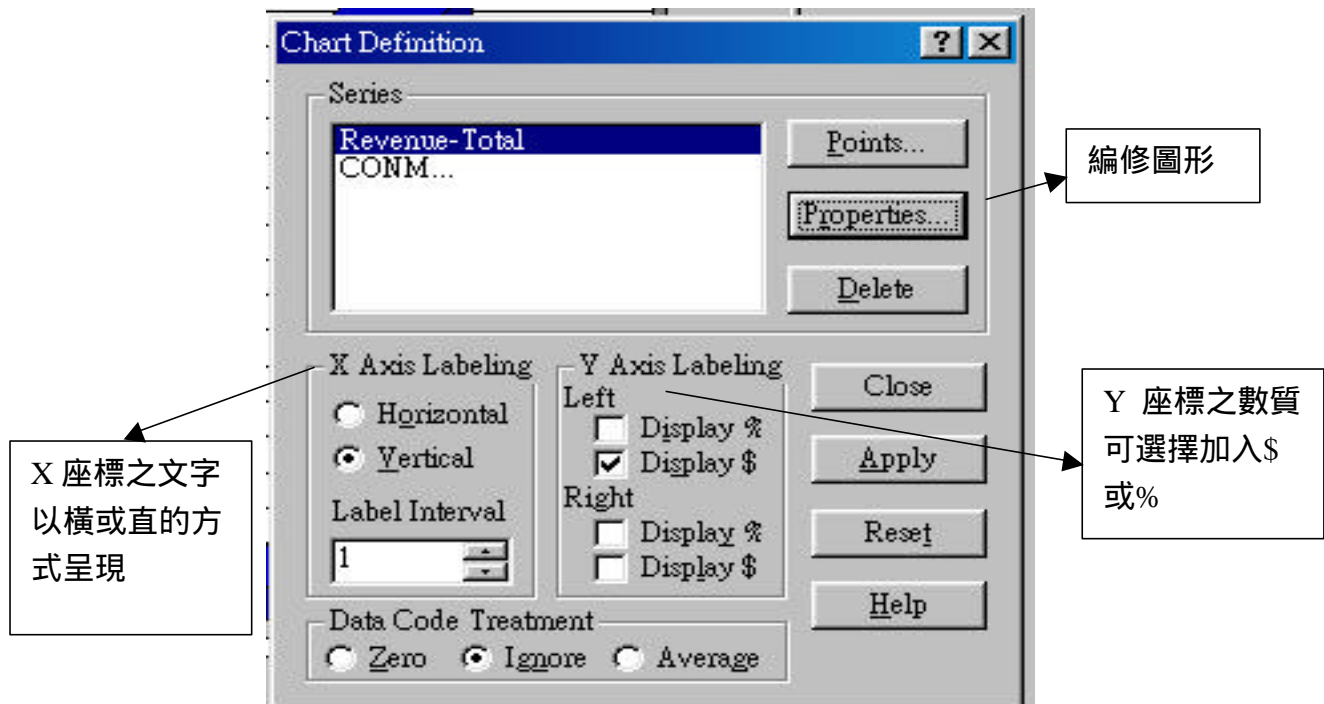 Chart Definition
Series
Revenue-Total
CONM...
Points...
Properties...
Delete
編修圖形
X Axis Labeling
Horizontal
Vertical
Label Interval
1
Y Axis Labeling
Left
Display %
Display $
Right
Display %
Display $
Close
Apply
Reset
Help
Data Code Treatment
Zero
Ignore
Average
X 座標之文字
以橫或直的方
式呈現
Y 座標之數質
可選擇加入$
或%